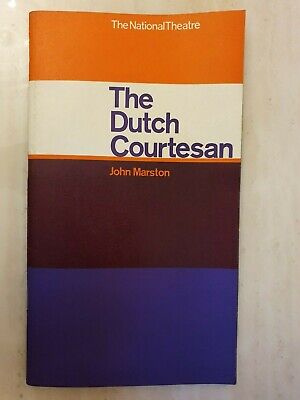 The National Theatre
The
Dutch
Courtesan
John Marston